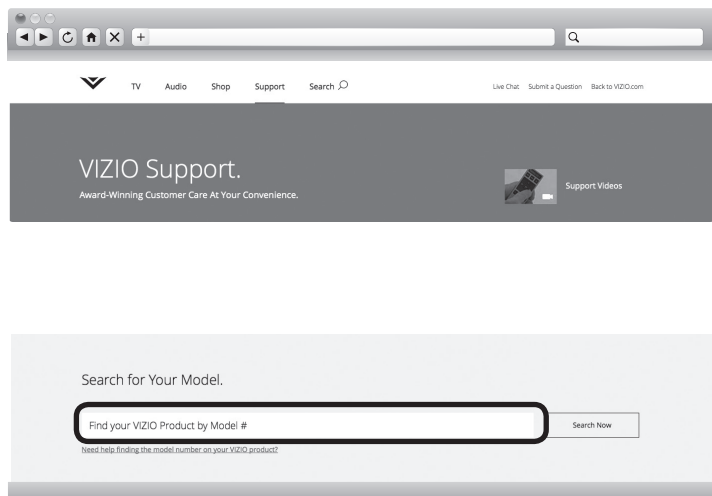 TV Audio Shop Support Search Live Chat Submit a Question Back to VIZIO.com
VIZIO Support.
Award-Winning Customer Care At Your Convenience.
Support Videos
Search for Your Model.
Find your VIZIO Product by Model #
Search Now
Need help finding the model number on your VIZIO product?